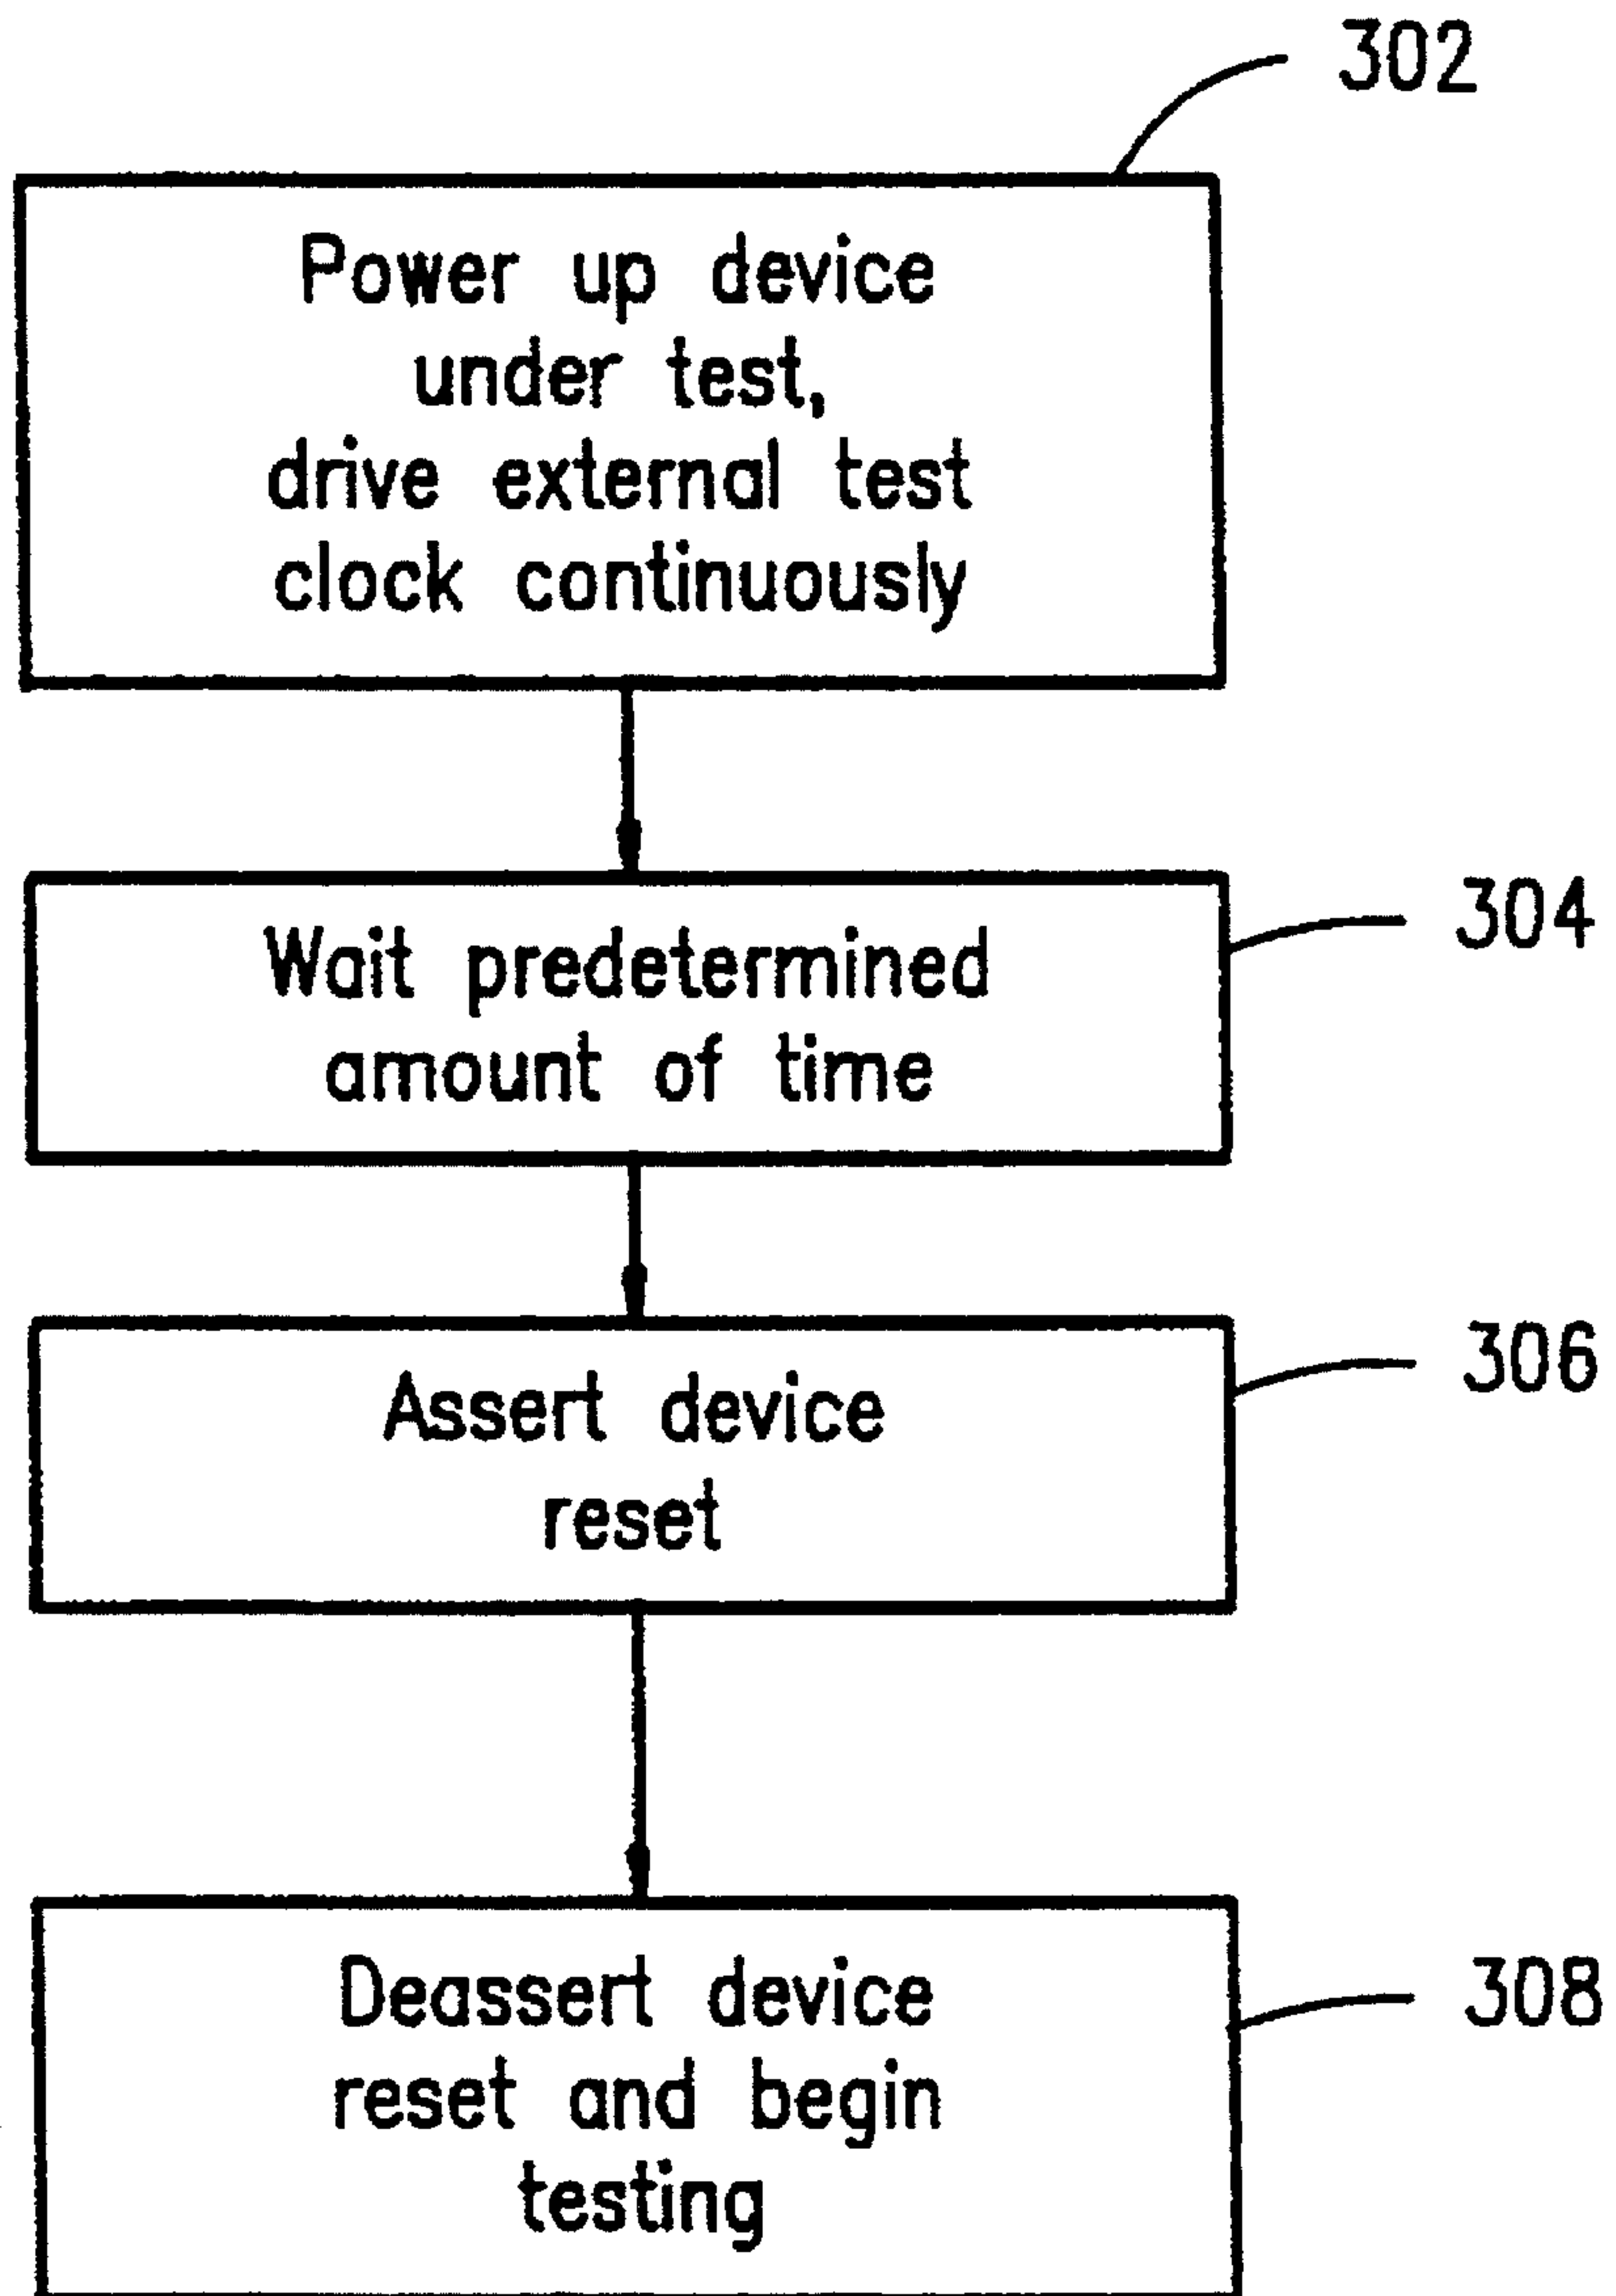 302
Power up device
under test,
drive external test
clock continuously
304
Wait predetermined
amount of time
306
Assert device
reset
308
Deassert device
reset and begin
testing